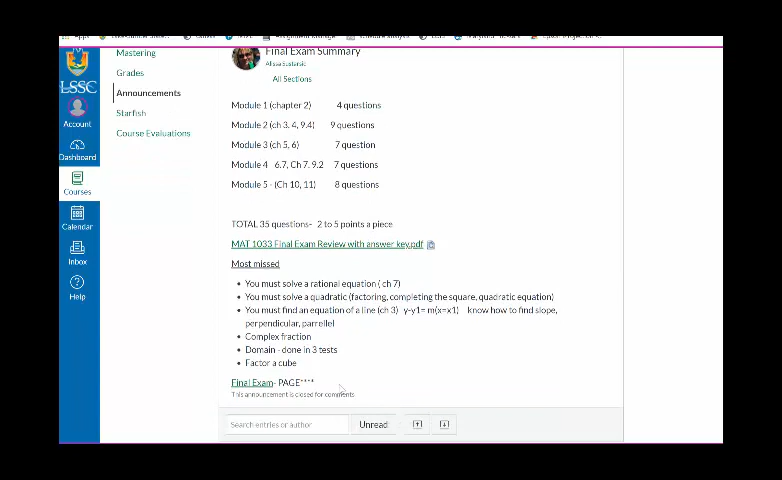 Mastering
Final Exam Summary
Alissa Sustarsic
All Sections
Grades
Announcements
Starfish
Course Evaluations
LSSC
Account
Dashboard
Courses
Calendar
Inbox
Help
Module 1 (chapter 2) 4 questions
Module 2 (ch 3, 4, 9.4) 9 questions
Module 3 (ch 5, 6) 7 question
Module 4 6.7, Ch 7. 9.2 7 questions
Module 5 - (Ch 10, 11) 8 questions
TOTAL 35 questions- 2 to 5 points a piece
MAT 1033 Final Exam Review with answer key.pdf
Most missed
You must solve a rational equation ( ch 7)
You must solve a quadratic (factoring, completing the square, quadratic equation)
You must find an equation of a line (ch 3) y-y1= m(x=x1) know how to find slope,
perpendicular, parrellel
Complex fraction
Domain - done in 3 tests
Factor a cube
Final Exam- PAGE****
This announcement is closed for comments
Search entries or author
Unread